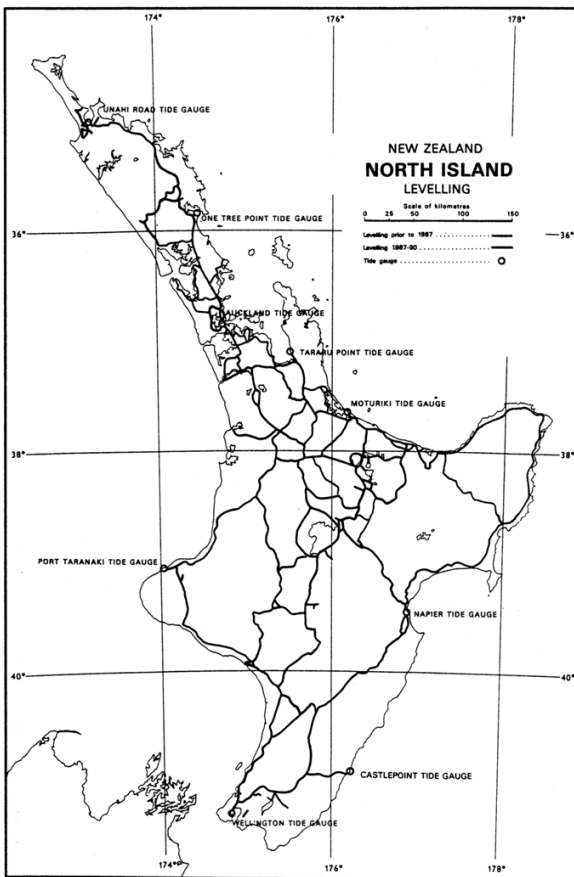 174°
176°
178°
UNAHI ROAD TIDE GAUGE
NEW ZEALAND
NORTH ISLAND
LEVELLING
Scale of kilometres
0 25 50 100 150
Levelling prior to 1987
Levelling 1987-90
Tide gauge
ONE TREE POINT TIDE GAUGE
36°
36°
AUCKLAND TIDE GAUGE
TARARU POINT TIDE GAUGE
MOTURIKI TIDE GAUGE
38°
38°
PORT TARANAKI TIDE GAUGE
NAPIER TIDE GAUGE
40°
40°
CASTLEPOINT TIDE GAUGE
WELLINGTON TIDE GAUGE
174°
176°
178°